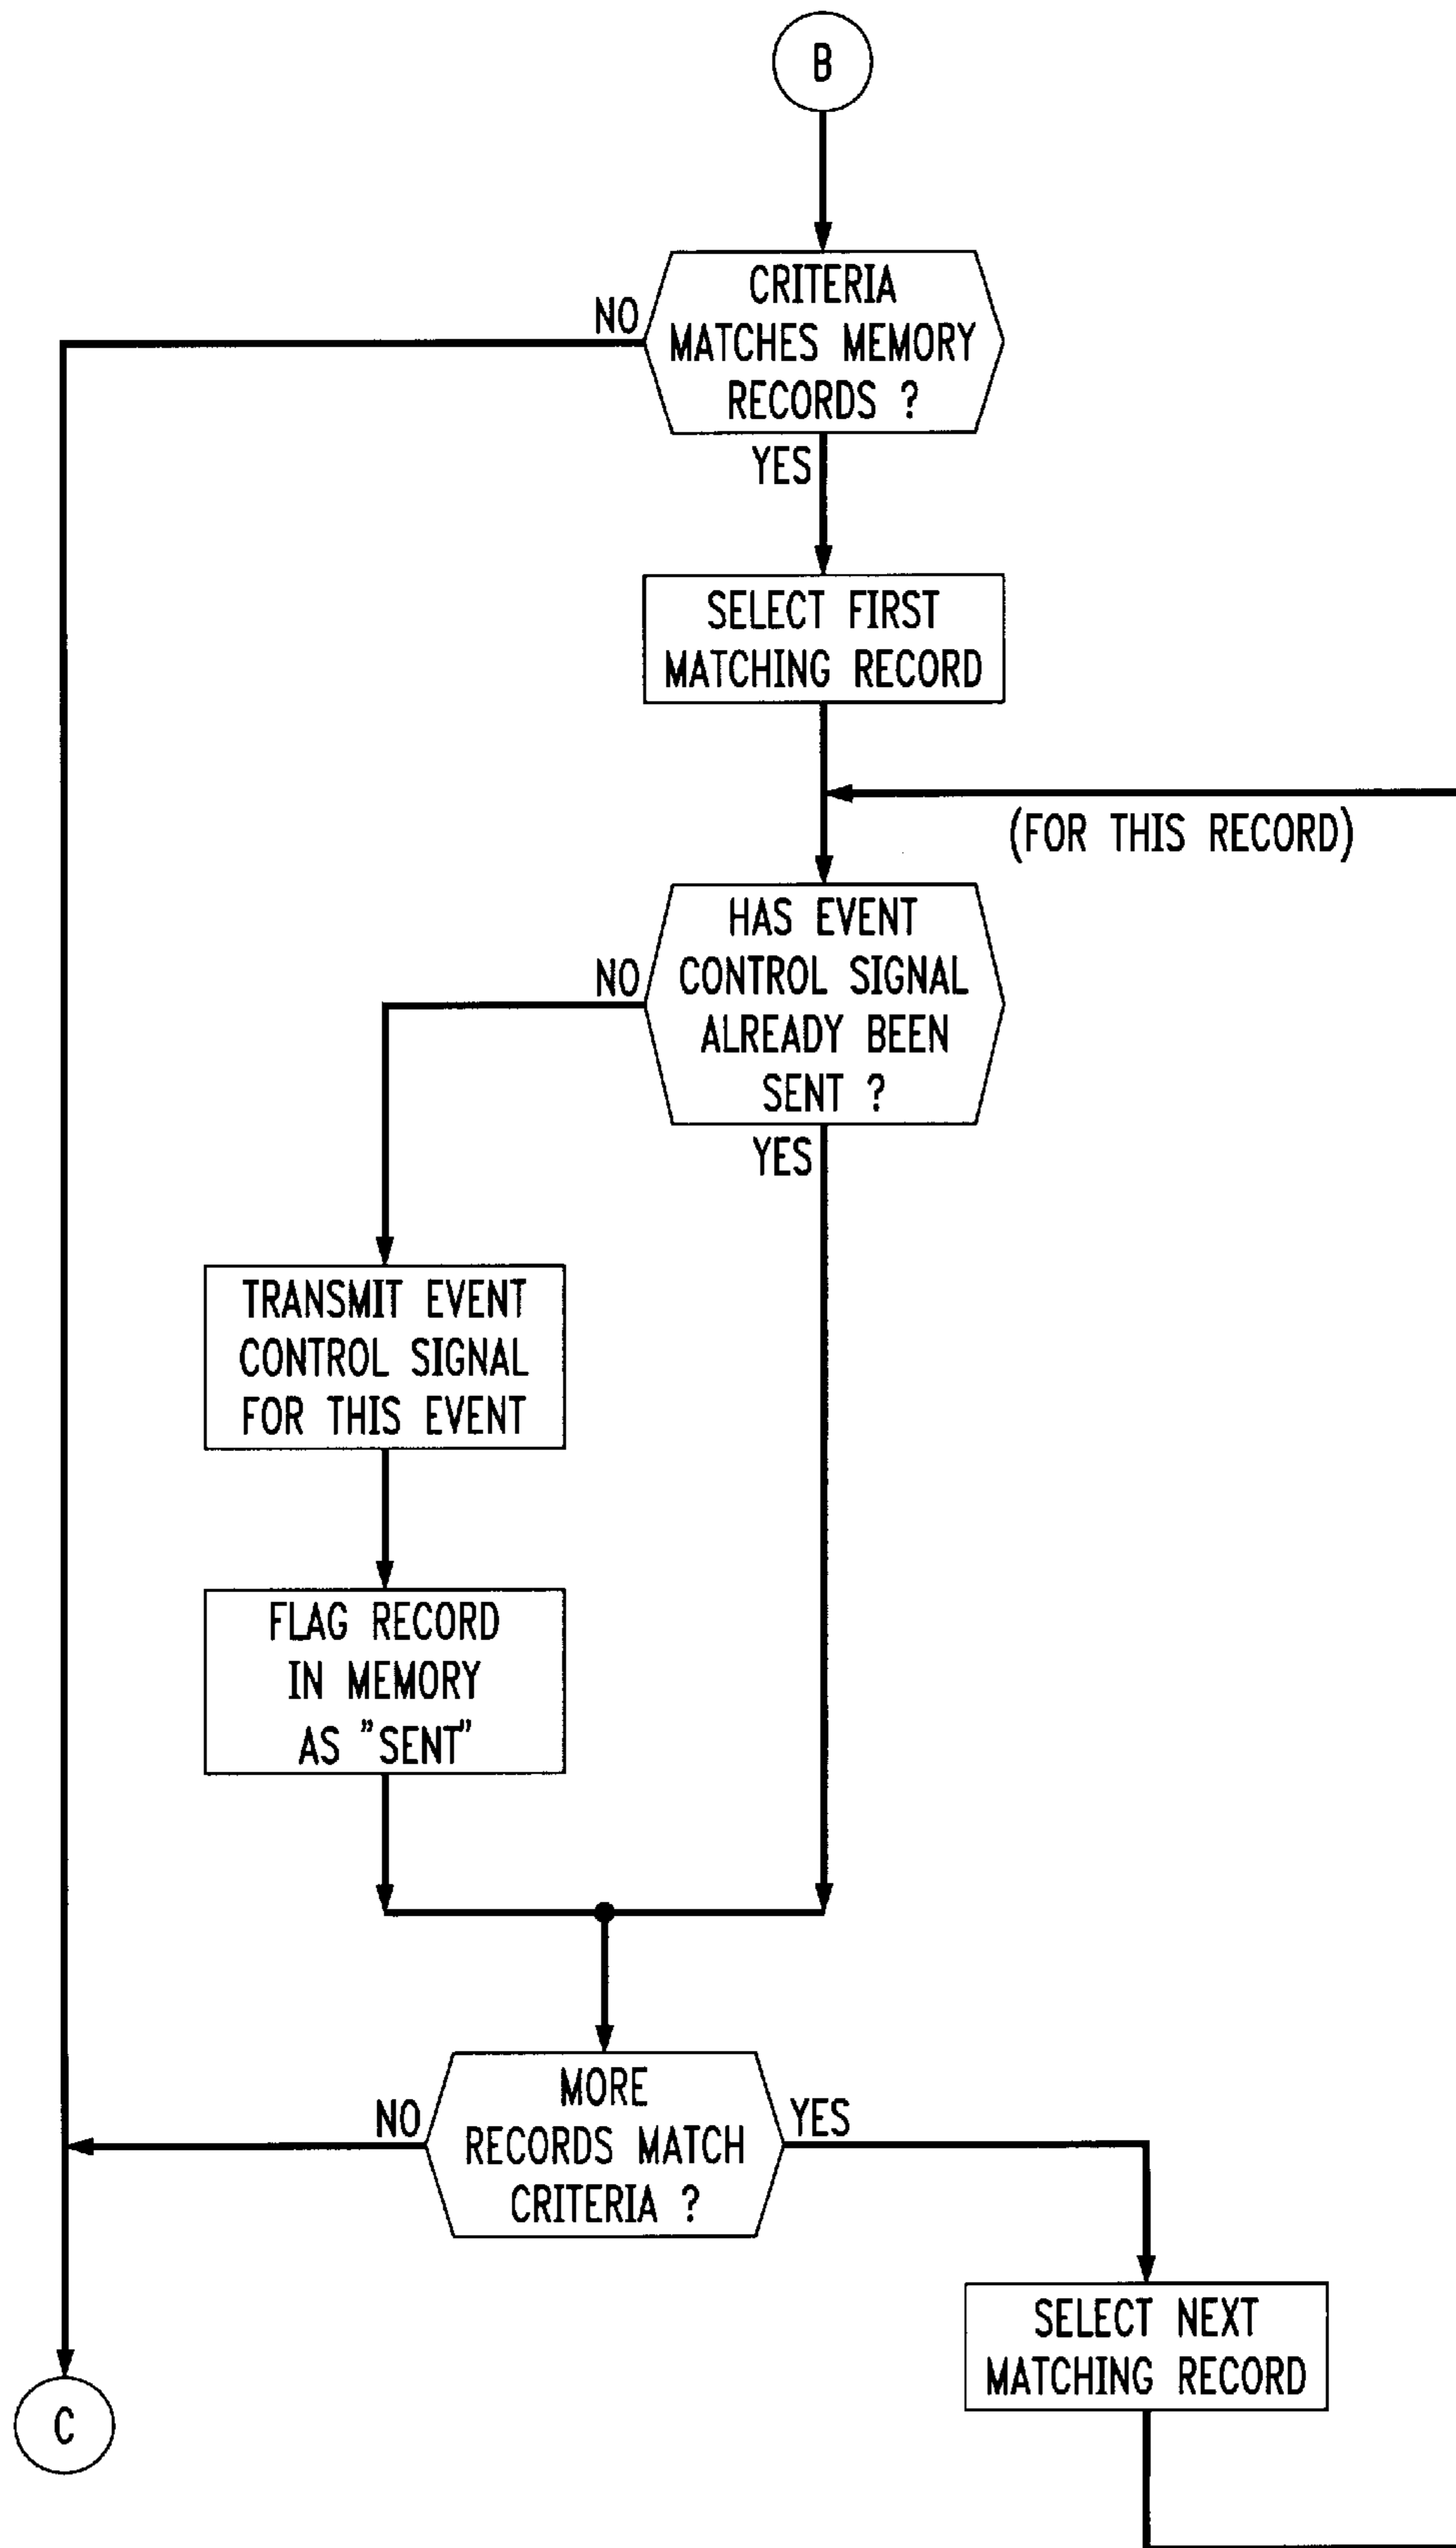 B
CRITERIA
MATCHES MEMORY
RECORDS ?
NO
YES
SELECT FIRST
MATCHING RECORD
(FOR THIS RECORD)
HAS EVENT
CONTROL SIGNAL
ALREADY BEEN
SENT ?
NO
YES
TRANSMIT EVENT
CONTROL SIGNAL
FOR THIS EVENT
FLAG RECORD
IN MEMORY
AS "SENT"
MORE
RECORDS MATCH
CRITERIA ?
NO
YES
SELECT NEXT
MATCHING RECORD
C